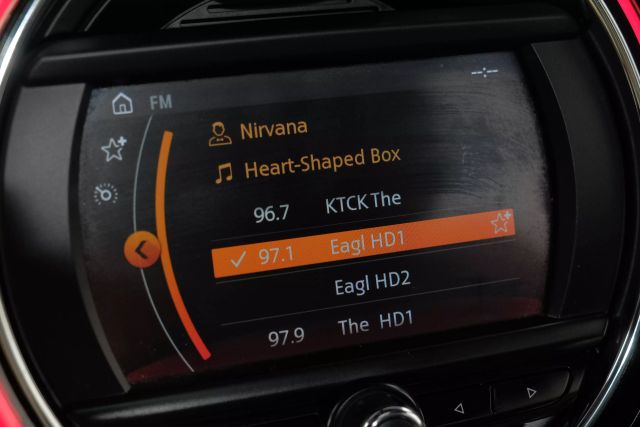 FM
Nirvana
Heart-Shaped Box
96.7 KTCK The
97.1 Eagl HD1
Eagl HD2
97.9 The HD1